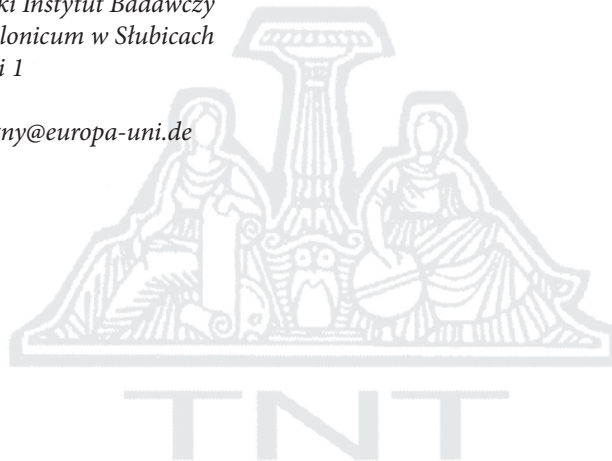 ki Instytut Badawczy
lonicum w Słubicach
i 1
ny@europa-uni.de
TNT